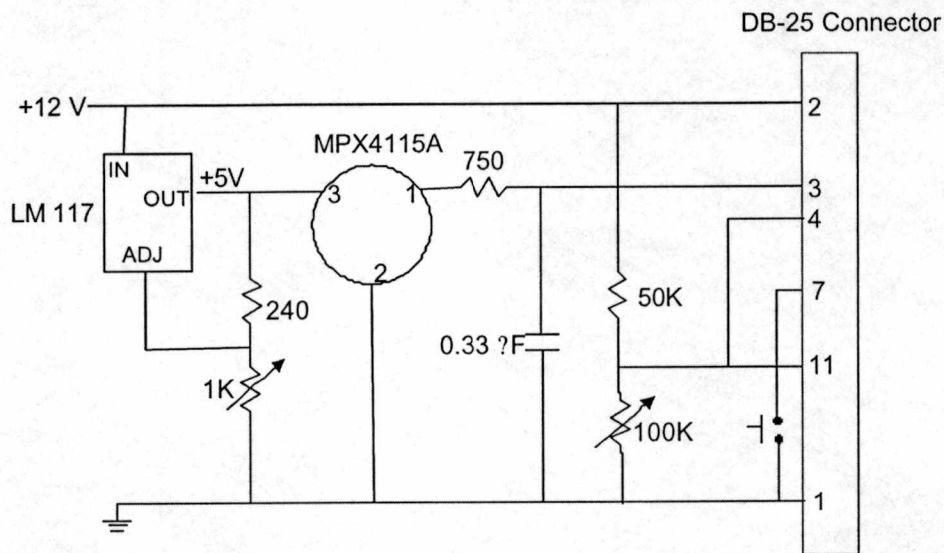 DB-25 Connector
+12 V
2
IN
MPX4115A
750
+5V
OUT
3
1
3
LM 117
4
ADJ
2
7
240
50K
0.33 ?F
11
1K
100K
1